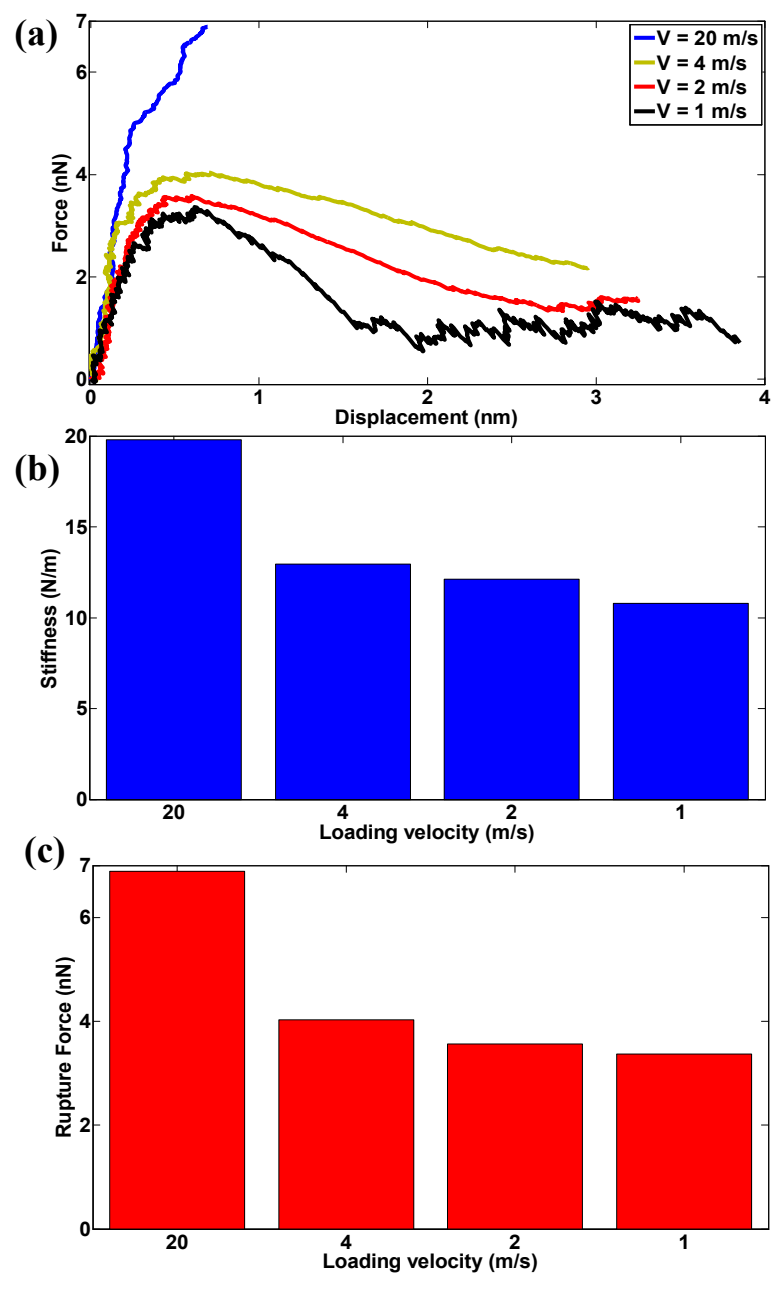 (a)
7
6
4
2
0
Force (nN)
V = 20 m/s
V = 4 m/s
V = 2 m/s
V = 1 m/s
0 1 2 3 4
Displacement (nm)
(b)
20
15
10
5
0
Stiffness (N/m)
20 4 2 1
Loading velocity (m/s)
(c)
7
6
4
2
0
Rupture Force (nN)
20 4 2 1
Loading velocity (m/s)